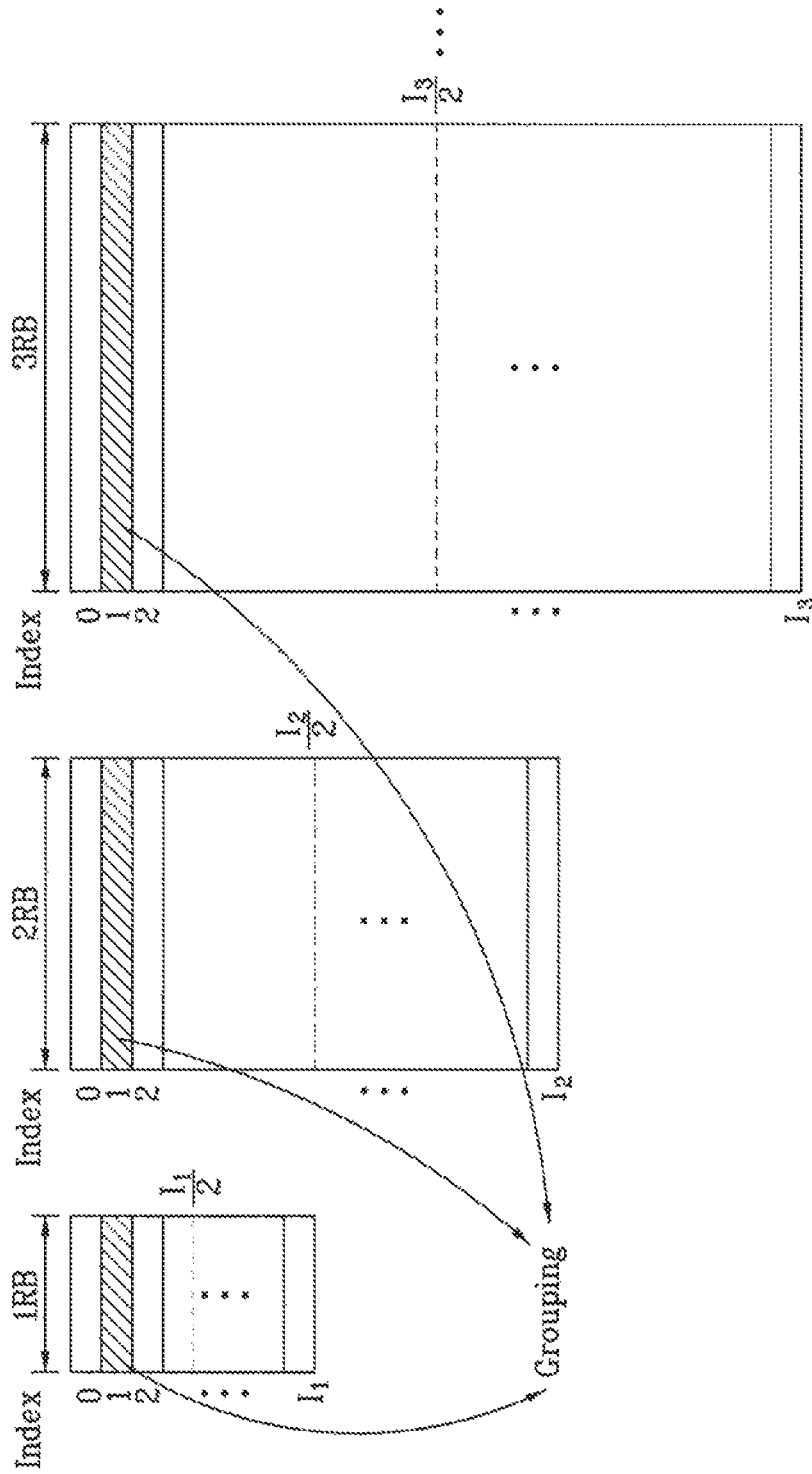 1RB
Index
0
1
2
I₁/2
I₁
2RB
Index
0
1
2
I₂/2
I₂
3RB
Index
0
1
2
I₃/2
I₃
Grouping